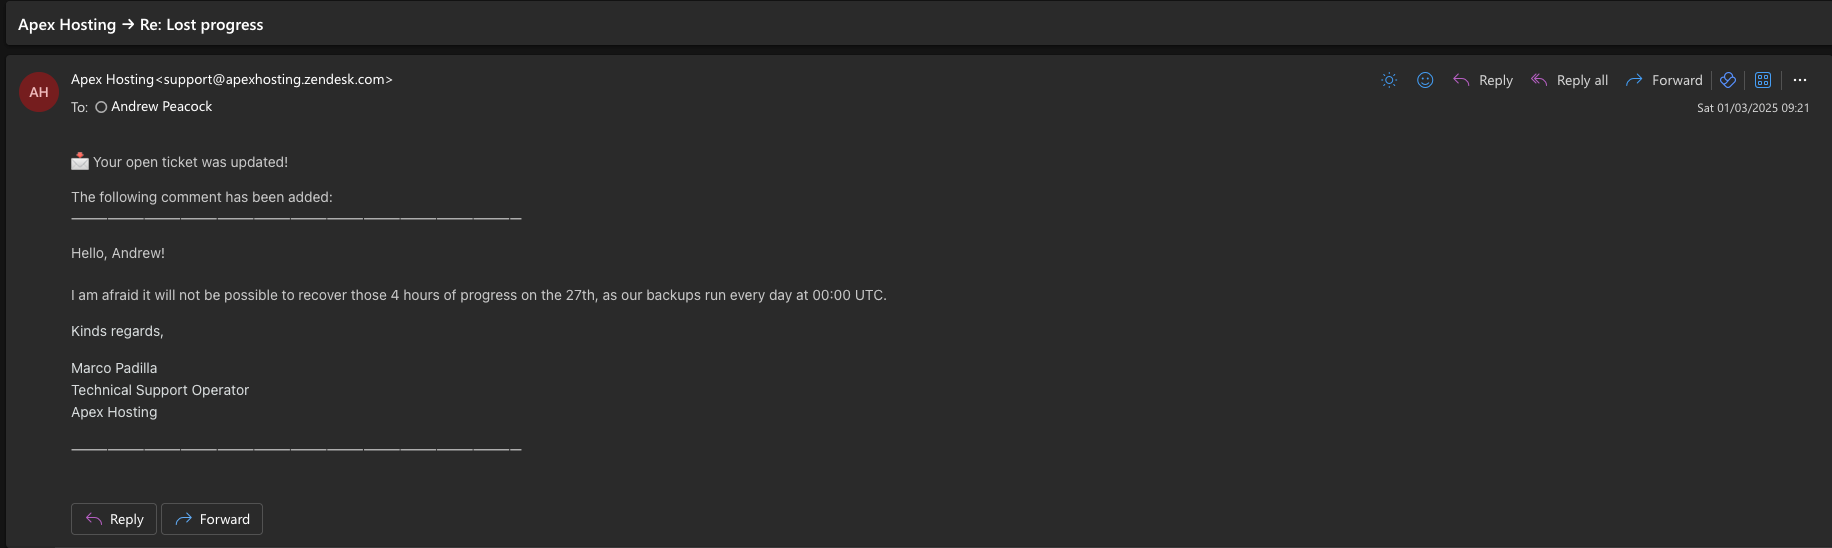 Apex Hosting → Re: Lost progress
AH
Apex Hosting<support@apexhosting.zendesk.com>
Reply
Reply all
Forward
To: Andrew Peacock
Sat 01/03/2025 09:21
Your open ticket was updated!
The following comment has been added:
Hello, Andrew!
I am afraid it will not be possible to recover those 4 hours of progress on the 27th, as our backups run every day at 00:00 UTC.
Kinds regards,
Marco Padilla
Technical Support Operator
Apex Hosting
Reply
Forward